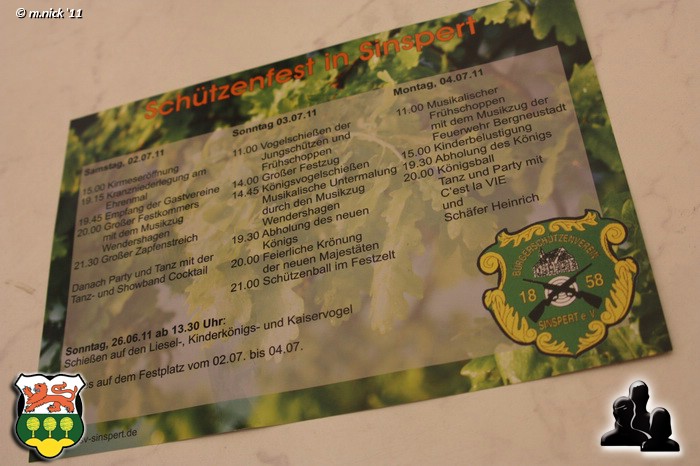 © m.nick '11
Schützenfest in Sinspert
Samstag, 02.07.11
15.00 Kirmeseröffnung
19.15 Kranzniederlegung am
Ehrenmal
19.45 Empfang der Gastvereine
20.00 Großer Festkommers
mit dem Musikzug
Wendershagen
21.30 Großer Zapfenstreich
Danach Party und Tanz mit der
Tanz- und Showband Cocktail
Sonntag 03.07.11
11.00 Vogelschießen der
Jungschützen und
Frühschoppen
14.00 Großer Festzug
14.45 Königsvogelschießen
Musikalische Untermalung
durch den Musikzug
Wendershagen
19.30 Abholung des neuen
Königs
20.00 Feierliche Krönung
der neuen Majestäten
21.00 Schützenball im Festzelt
Montag, 04.07.11
11.00 Musikalischer
Frühschoppen
mit dem Musikzug der
Feuerwehr Bergneustadt
15.00 Kinderbelustigung
19.30 Abholung des Königs
20.00 Königsball
Tanz und Party mit
C'est la VIE
und
Schäfer Heinrich
Sonntag, 26.06.11 ab 13.30 Uhr:
Schießen auf den Liesel-, Kinderkönigs- und Kaiservogel
auf dem Festplatz vom 02.07. bis 04.07.
-sinspert.de
BÜRGERSCHÜTZENVEREIN
18 58
SINSPERT e.V.